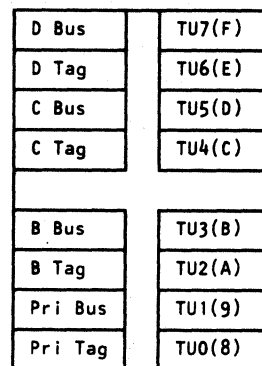 D Bus TU7(F)
D Tag TU6(E)
C Bus TU5(D)
C Tag TU4(C)
B Bus TU3(B)
B Tag TU2(A)
Pri Bus TU1(9)
Pri Tag TU0(8)